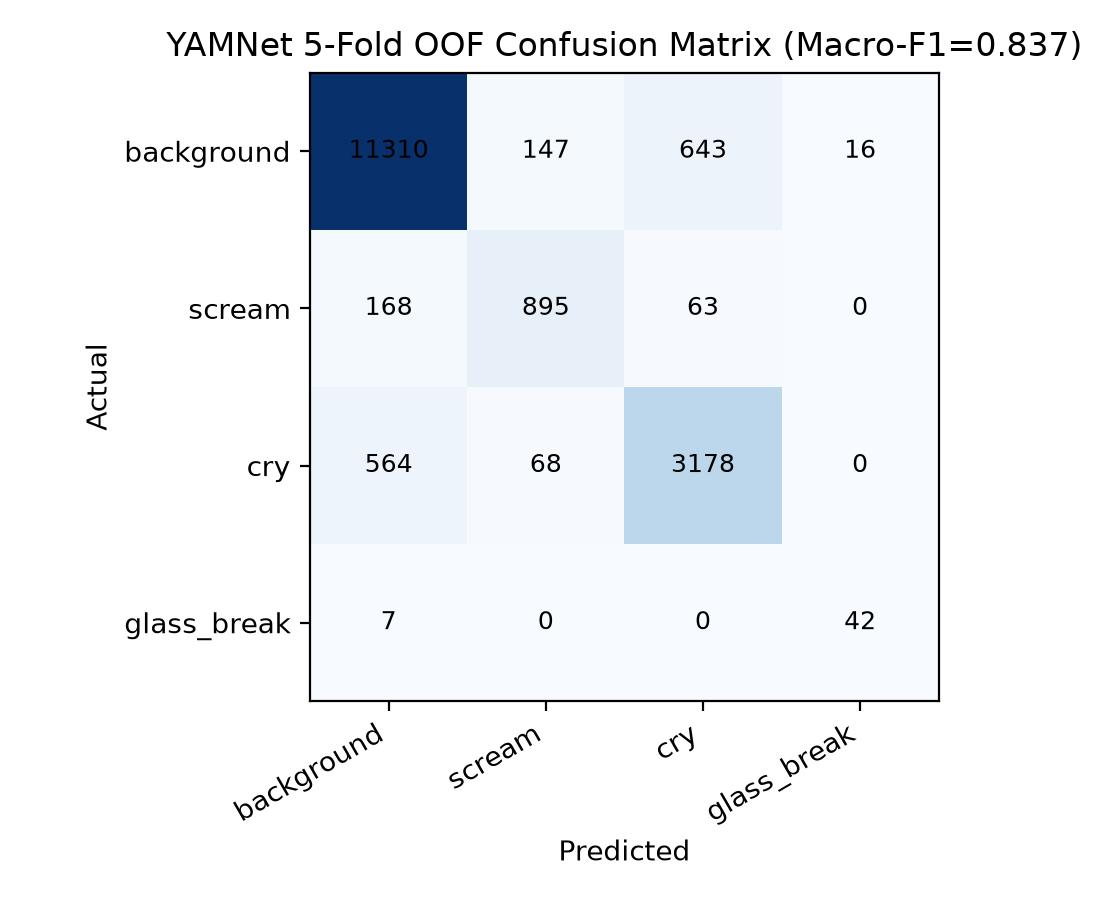 YAMNet 5-Fold OOF Confusion Matrix (Macro-F1=0.837)
background 11310 147 643 16
scream 168 895 63 0
cry 564 68 3178 0
glass_break 7 0 0 42
Actual
background scream cry glass_break
Predicted